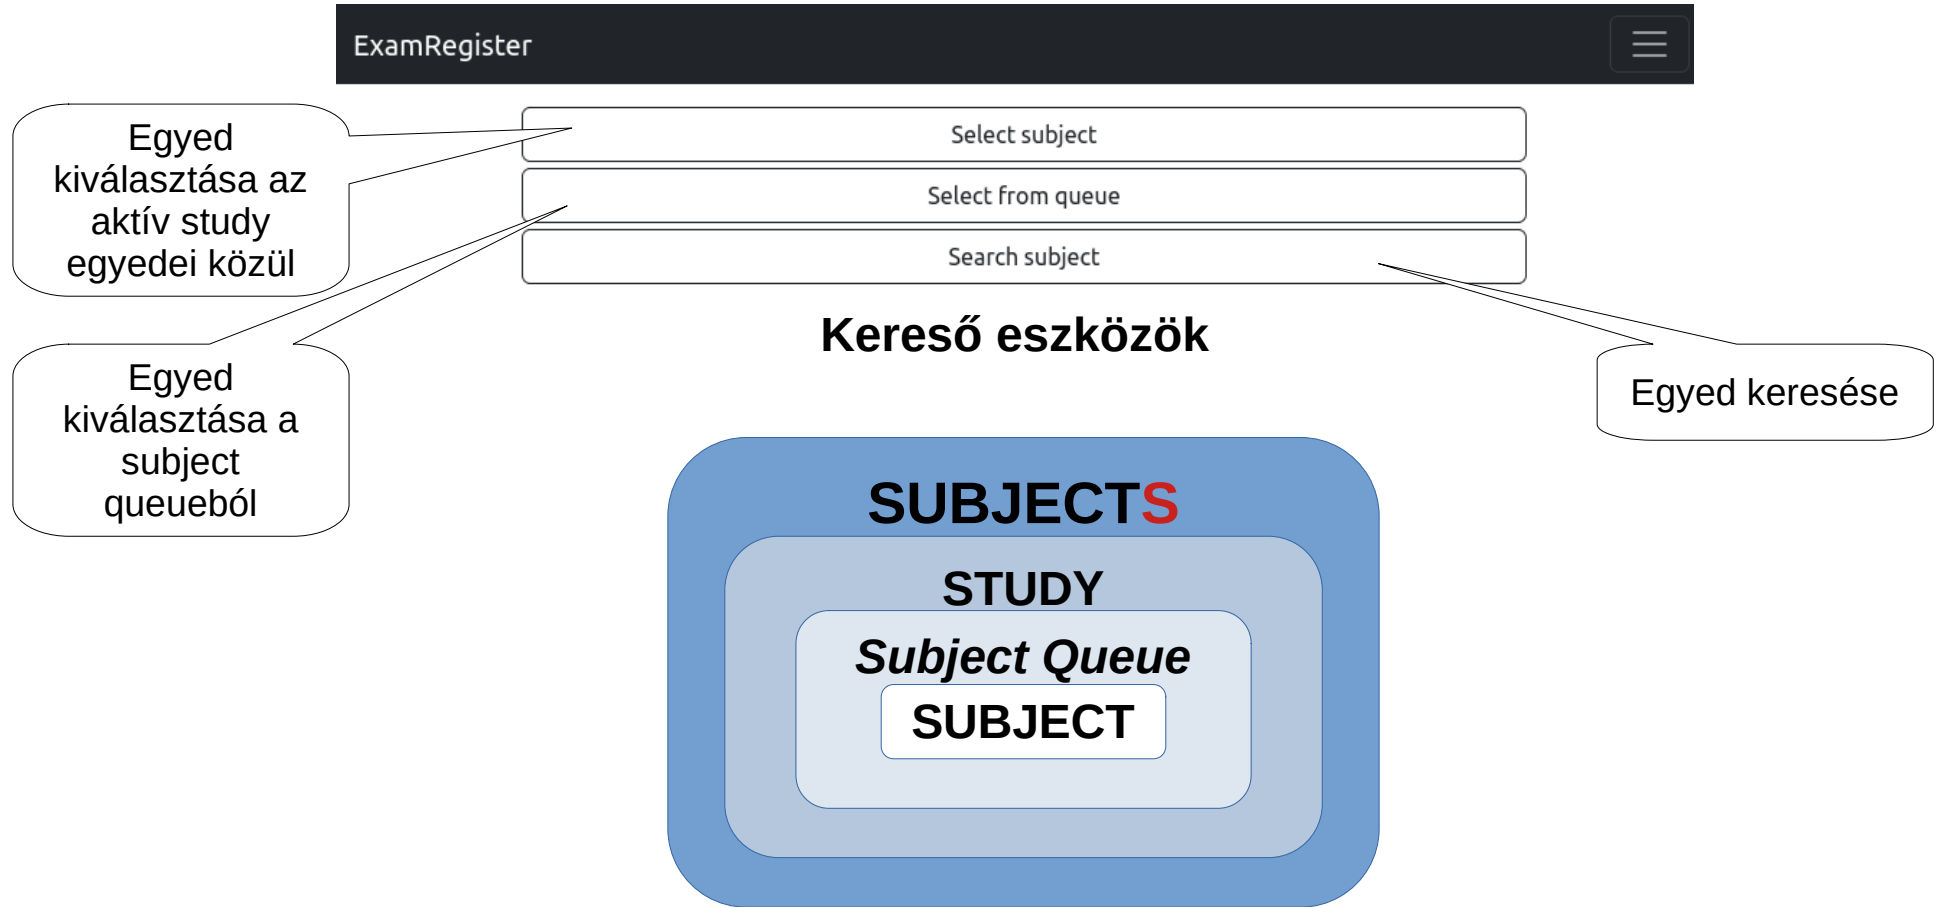 ExamRegister
Egyed
kiválasztása az
aktív study
egyedei közül
Select subject
Select from queue
Search subject
Kereső eszközök
Egyed
kiválasztása a
subject
queueból
Egyed keresése
SUBJECTS
STUDY
Subject Queue
SUBJECT